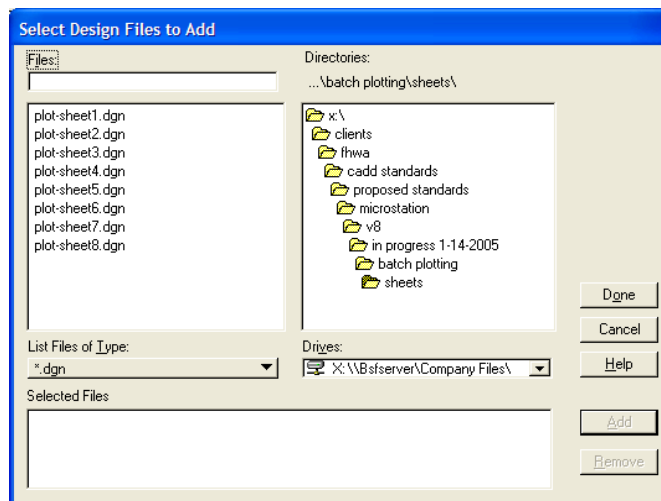 Select Design Files to Add
Files:
Directories:
...\batch plotting\sheets\
plot-sheet1.dgn
plot-sheet2.dgn
plot-sheet3.dgn
plot-sheet4.dgn
plot-sheet5.dgn
plot-sheet6.dgn
plot-sheet7.dgn
plot-sheet8.dgn
x:\
clients
fhwa
cadd standards
proposed standards
microstation
v8
in progress 1-14-2005
batch plotting
sheets
Done
Cancel
Help
List Files of Type:
*.dgn
Drives:
X:\\Bsfserver\Company Files\
Selected Files
Add
Remove